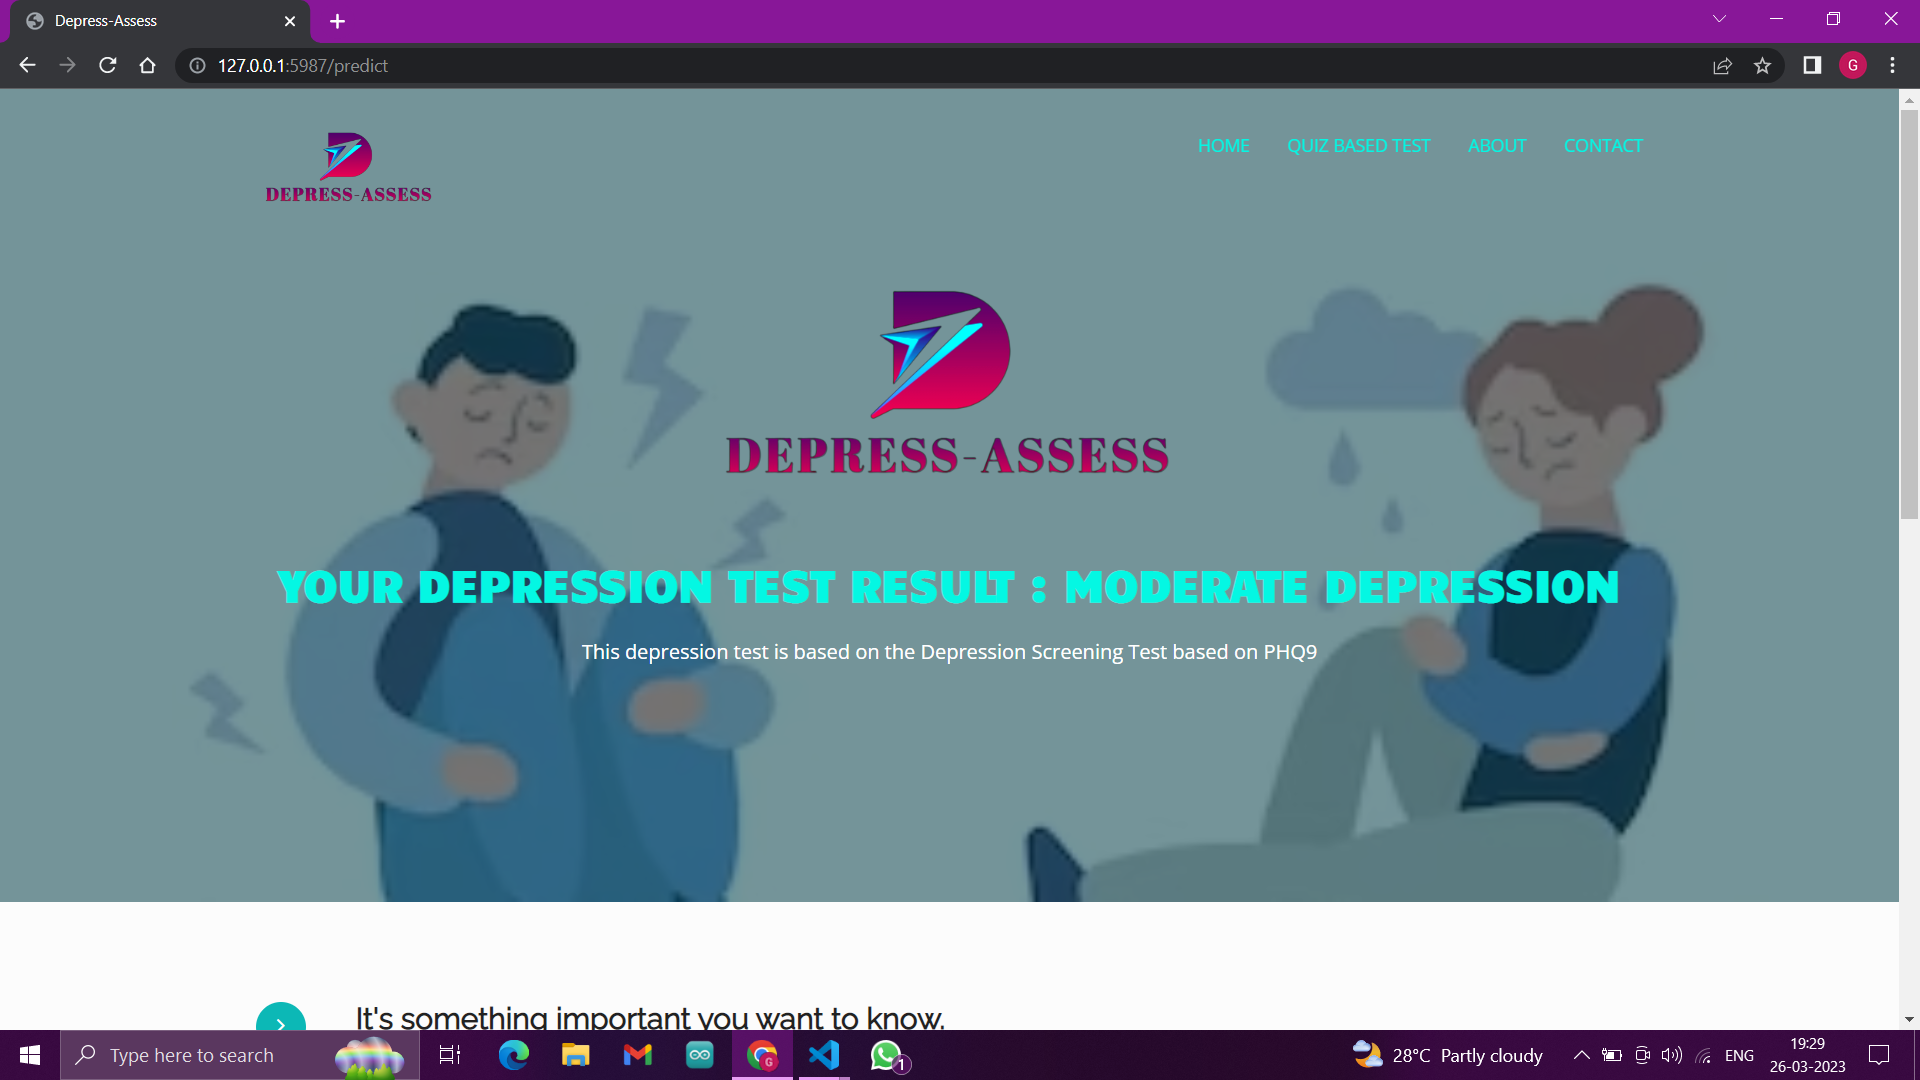 Depress-Assess
127.0.0.1:5987/predict
G
DEPRESS-ASSESS
HOME QUIZ BASED TEST ABOUT CONTACT
DEPRESS-ASSESS
YOUR DEPRESSION TEST RESULT : MODERATE DEPRESSION
This depression test is based on the Depression Screening Test based on PHQ9
It's something important you want to know.
Type here to search
G
1
28°C Partly cloudy
ENG
19:29
26-03-2023